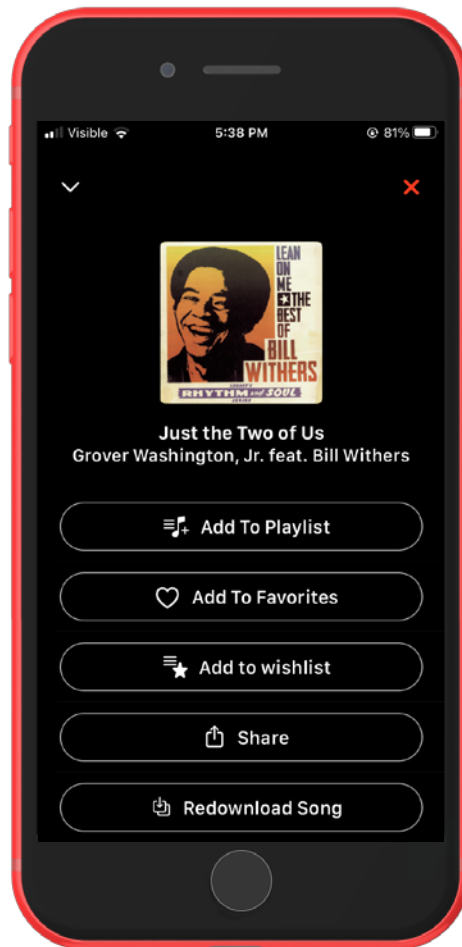 Visible
5:38 PM
81%
LEAN
ON
ME
THE
BEST
OF
BILL
WITHERS
LEGACY'S
RHYTHM and SOUL
SERIES
Just the Two of Us
Grover Washington, Jr. feat. Bill Withers
Add To Playlist
Add To Favorites
Add to wishlist
Share
Redownload Song